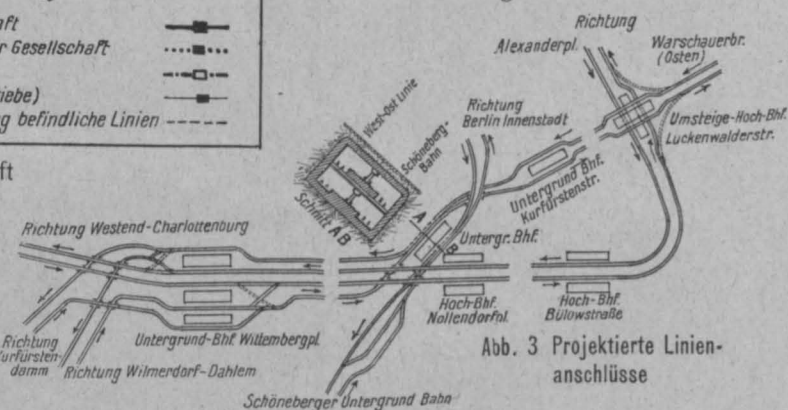 aft
r Gesellschaft
iebe)
g befindliche Linien
ft
Richtung
Alexanderpl.
Warschauerbr.
(Osten)
Richtung
Berlin Innenstadt
Umsteige-Hoch-Bhf.
Luckenwalderstr.
West-Ost Linie
Schöneberg-
Bahn
Schnitt AB
Untergrund Bhf.
Kurfürstenstr.
A
B
Untergr. Bhf.
Richtung Westend-Charlottenburg
Hoch-Bhf.
Nollendorfpl.
Hoch-Bhf.
Bülowstraße
Richtung
Kurfürsten-
damm
Untergrund-Bhf. Wittembergpl.
Richtung Wilmerdorf-Dahlem
Schöneberger Untergrund Bahn
Abb. 3 Projektierte Linien-
anschlüsse